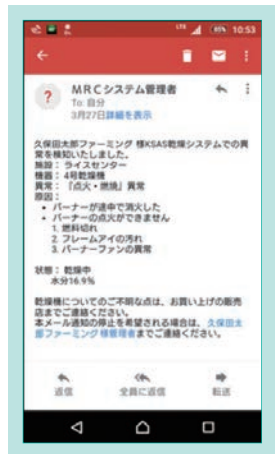 LTE 85% 10:53
MRCシステム管理者
To: 自分
3月27日詳細を表示
久保田太郎ファーミング 様KSAS乾燥システムでの異
常を検知いたしました。
施設： ライスセンター
機器： 4号乾燥機
異常： 「点火・燃焼」異常
原因：
• バーナーが途中で消火した
• バーナーの点火ができません
1. 燃料切れ
2. フレームアイの汚れ
3. バーナーファンの異常
状態： 乾燥中
水分16.9%
乾燥機についてのご不明な点は、お買い上げの販売
店までご連絡ください。
本メール通知の停止を希望される場合は、久保田太
郎ファーミング 様管理者までご連絡ください。
返信 全員に返信 転送